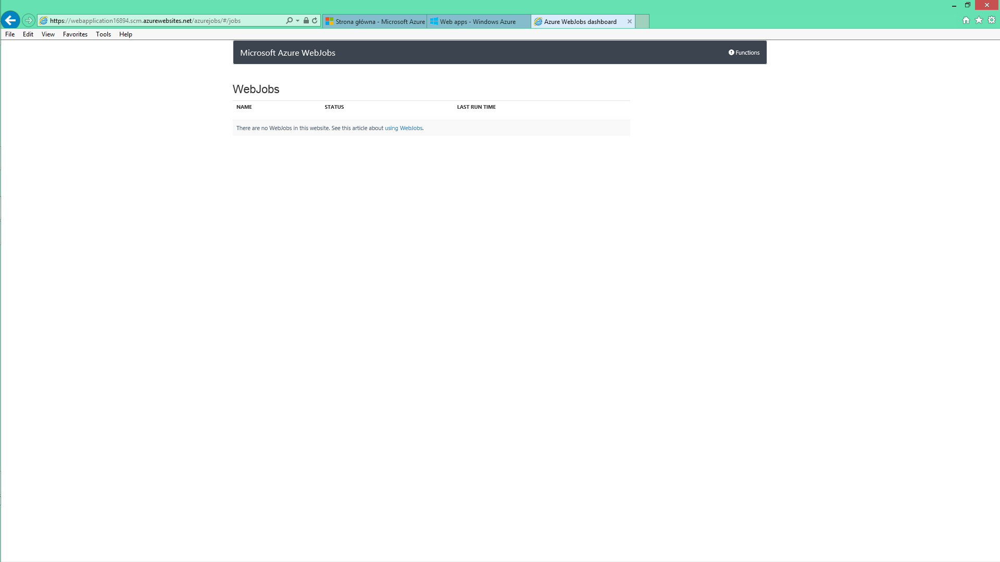 https://webapplication16894.scm.azurewebsites.net/azurejobs/#/jobs
Strona główna - Microsoft Azure
Web apps - Windows Azure
Azure WebJobs dashboard
File Edit View Favorites Tools Help
Microsoft Azure WebJobs
Functions
WebJobs
NAME STATUS LAST RUN TIME
There are no WebJobs in this website. See this article about using WebJobs.